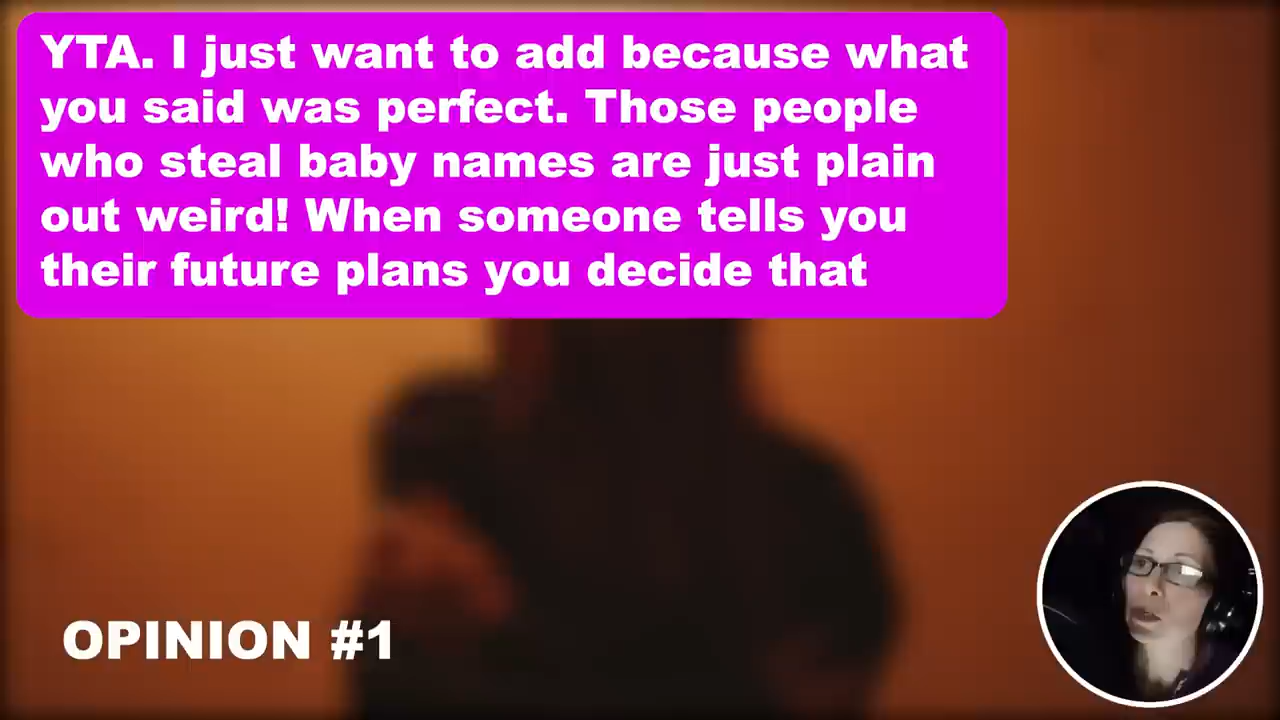 YTA. I just want to add because what
you said was perfect. Those people
who steal baby names are just plain
out weird! When someone tells you
their future plans you decide that
OPINION #1